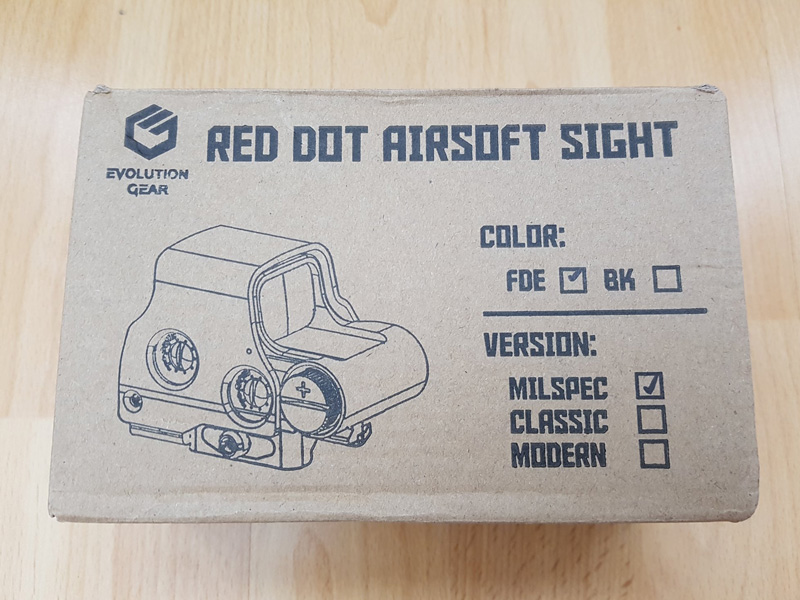 RED DOT AIRSOFT SIGHT
EVOLUTION
GEAR
COLOR:
FDE ☑ BK ☐
VERSION:
MILSPEC ☑
CLASSIC ☐
MODERN ☐